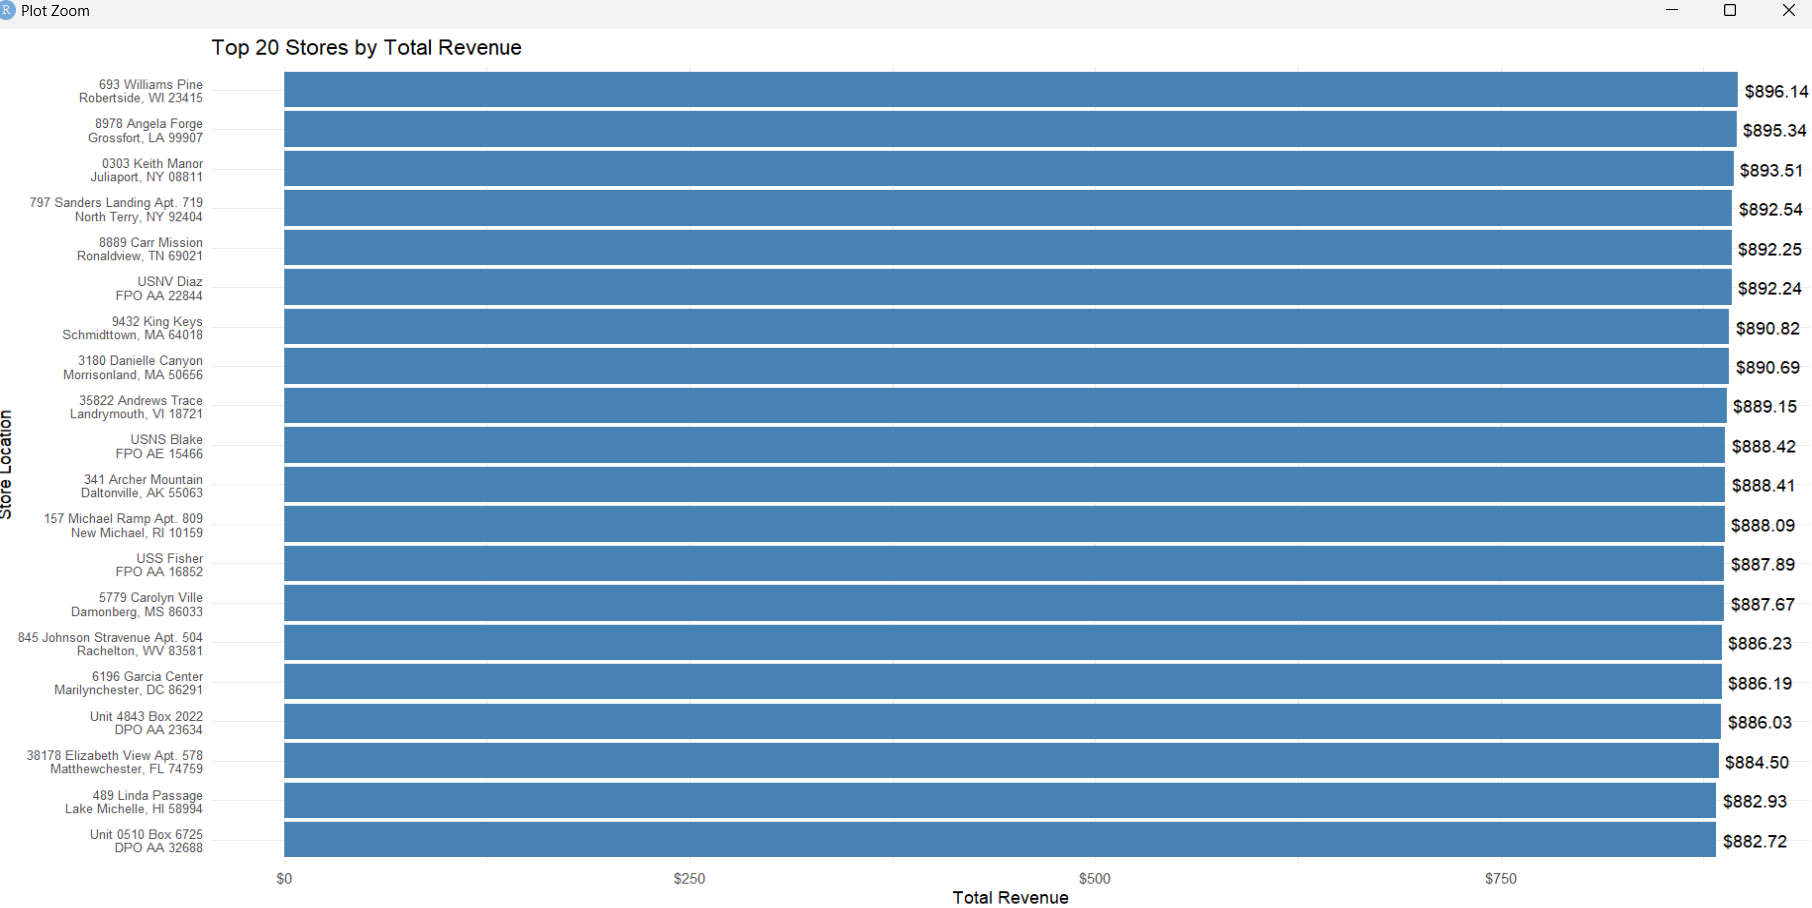 R Plot Zoom
Top 20 Stores by Total Revenue
693 Williams Pine
Robertside, WI 23415
$896.14
8978 Angela Forge
Grossfort, LA 99907
$895.34
0303 Keith Manor
Juliaport, NY 08811
$893.51
797 Sanders Landing Apt. 719
North Terry, NY 92404
$892.54
8889 Carr Mission
Ronaldview, TN 69021
$892.25
USNV Diaz
FPO AA 22844
$892.24
9432 King Keys
Schmidttown, MA 64018
$890.82
3180 Danielle Canyon
Morrisonland, MA 50656
$890.69
35822 Andrews Trace
Landrymouth, VI 18721
$889.15
USNS Blake
FPO AE 15466
$888.42
341 Archer Mountain
Daltonville, AK 55063
$888.41
157 Michael Ramp Apt. 809
New Michael, RI 10159
$888.09
USS Fisher
FPO AA 16852
$887.89
5779 Carolyn Ville
Damonberg, MS 86033
$887.67
845 Johnson Stravenue Apt. 504
Rachelton, WV 83581
$886.23
6196 Garcia Center
Marilynchester, DC 86291
$886.19
Unit 4843 Box 2022
DPO AA 23634
$886.03
38178 Elizabeth View Apt. 578
Matthewchester, FL 74759
$884.50
489 Linda Passage
Lake Michelle, HI 58994
$882.93
Unit 0510 Box 6725
DPO AA 32688
$882.72
Store Location
$0 $250 $500 $750
Total Revenue